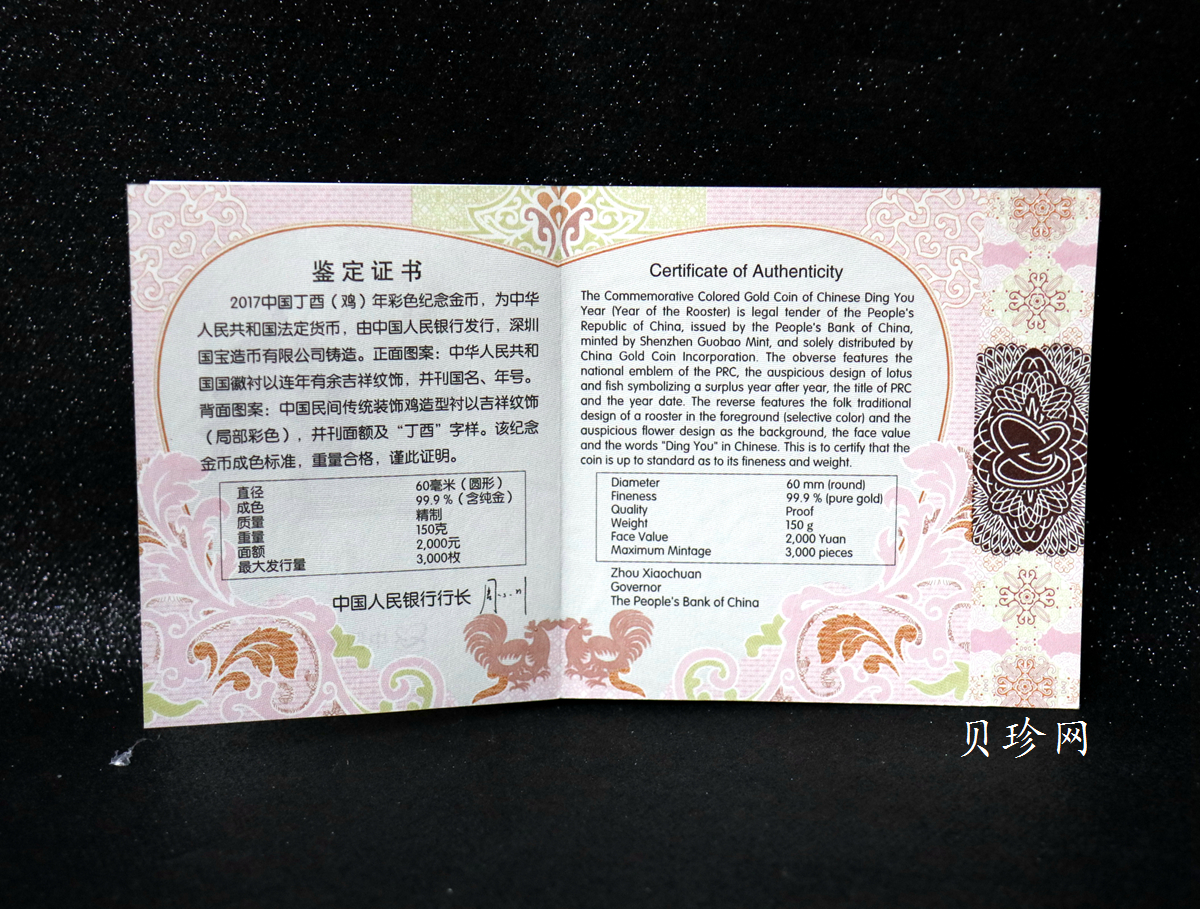 鉴定证书
2017中国丁酉（鸡）年彩色纪念金币，为中华
人民共和国法定货币，由中国人民银行发行，深圳
国宝造币有限公司铸造。正面图案：中华人民共和
国国徽衬以连年有余吉祥纹饰，并刊国名、年号。
背面图案：中国民间传统装饰鸡造型衬以吉祥纹饰
（局部彩色），并刊面额及“丁酉”字样。该纪念
金币成色标准，重量合格，谨此证明。
直径 60毫米（圆形）
成色 99.9％（含纯金）
质量 精制
重量 150克
面额 2,000元
最大发行量 3,000枚
中国人民银行行长
Certificate of Authenticity
The Commemorative Colored Gold Coin of Chinese Ding You
Year (Year of the Rooster) is legal tender of the People's
Republic of China, issued by the People's Bank of China,
minted by Shenzhen Guobao Mint, and solely distributed by
China Gold Coin Incorporation. The obverse features the
national emblem of the PRC, the auspicious design of lotus
and fish symbolizing a surplus year after year, the title of PRC
and the year date. The reverse features the folk traditional
design of a rooster in the foreground (selective color) and the
auspicious flower design as the background, the face value
and the words "Ding You" in Chinese. This is to certify that the
coin is up to standard as to its fineness and weight.
Diameter 60 mm (round)
Fineness 99.9 % (pure gold)
Quality Proof
Weight 150 g
Face Value 2,000 Yuan
Maximum Mintage 3,000 pieces
Zhou Xiaochuan
Governor
The People's Bank of China
贝珍网